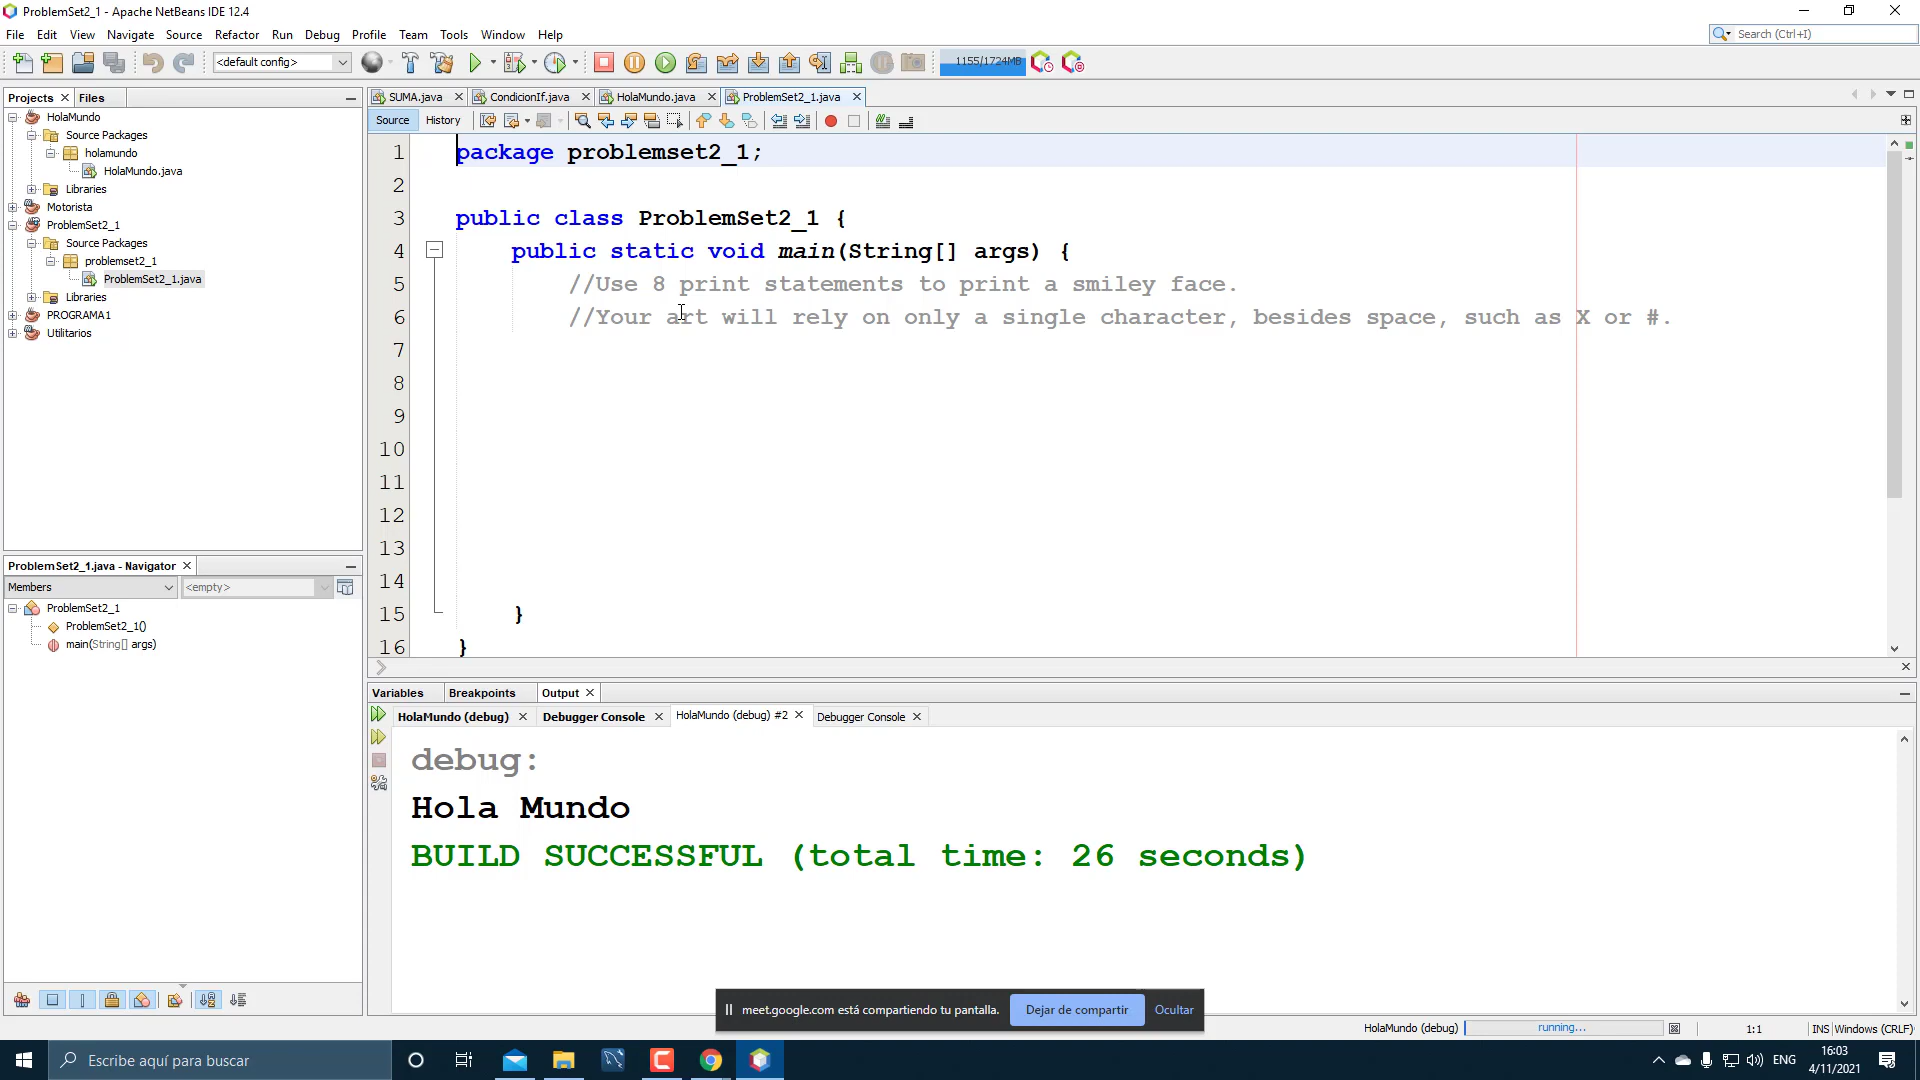 ProblemSet2_1 - Apache NetBeans IDE 12.4
File Edit View Navigate Source Refactor Run Debug Profile Team Tools Window Help
Search (Ctrl+I)
<default config>
1155/1724MB
Projects Files
SUMA.java CondicionIf.java HolaMundo.java ProblemSet2_1.java
Source History
HolaMundo
Source Packages
holamundo
HolaMundo.java
Libraries
Motorista
ProblemSet2_1
Source Packages
problemset2_1
ProblemSet2_1.java
Libraries
PROGRAMA1
Utilitarios
1 package problemset2_1;
2
3 public class ProblemSet2_1 {
4 public static void main(String[] args) {
5 //Use 8 print statements to print a smiley face.
6 //Your art will rely on only a single character, besides space, such as X or #.
7
8
9
10
11
12
13
14
15 }
16 }
ProblemSet2_1.java - Navigator
Members <empty>
ProblemSet2_1
ProblemSet2_1()
main(String[] args)
Variables Breakpoints Output
HolaMundo (debug) Debugger Console HolaMundo (debug) #2 Debugger Console
debug:
Hola Mundo
BUILD SUCCESSFUL (total time: 26 seconds)
meet.google.com está compartiendo tu pantalla. Dejar de compartir Ocultar
HolaMundo (debug) running... 1:1 INS Windows (CRLF)
Escribe aquí para buscar
ENG
16:03
4/11/2021